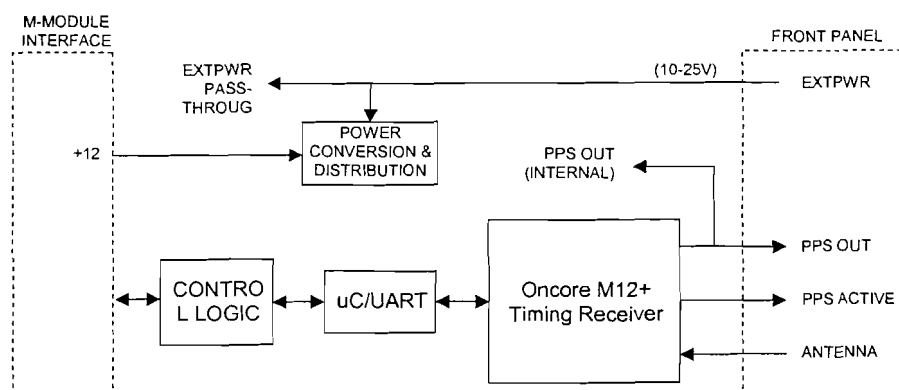 M-MODULE
INTERFACE
FRONT PANEL
EXTPWR
PASS-
THROUG
(10-25V)
EXTPWR
+12
POWER
CONVERSION &
DISTRIBUTION
PPS OUT
(INTERNAL)
PPS OUT
CONTRO
L LOGIC
uC/UART
Oncore M12+
Timing Receiver
PPS ACTIVE
ANTENNA